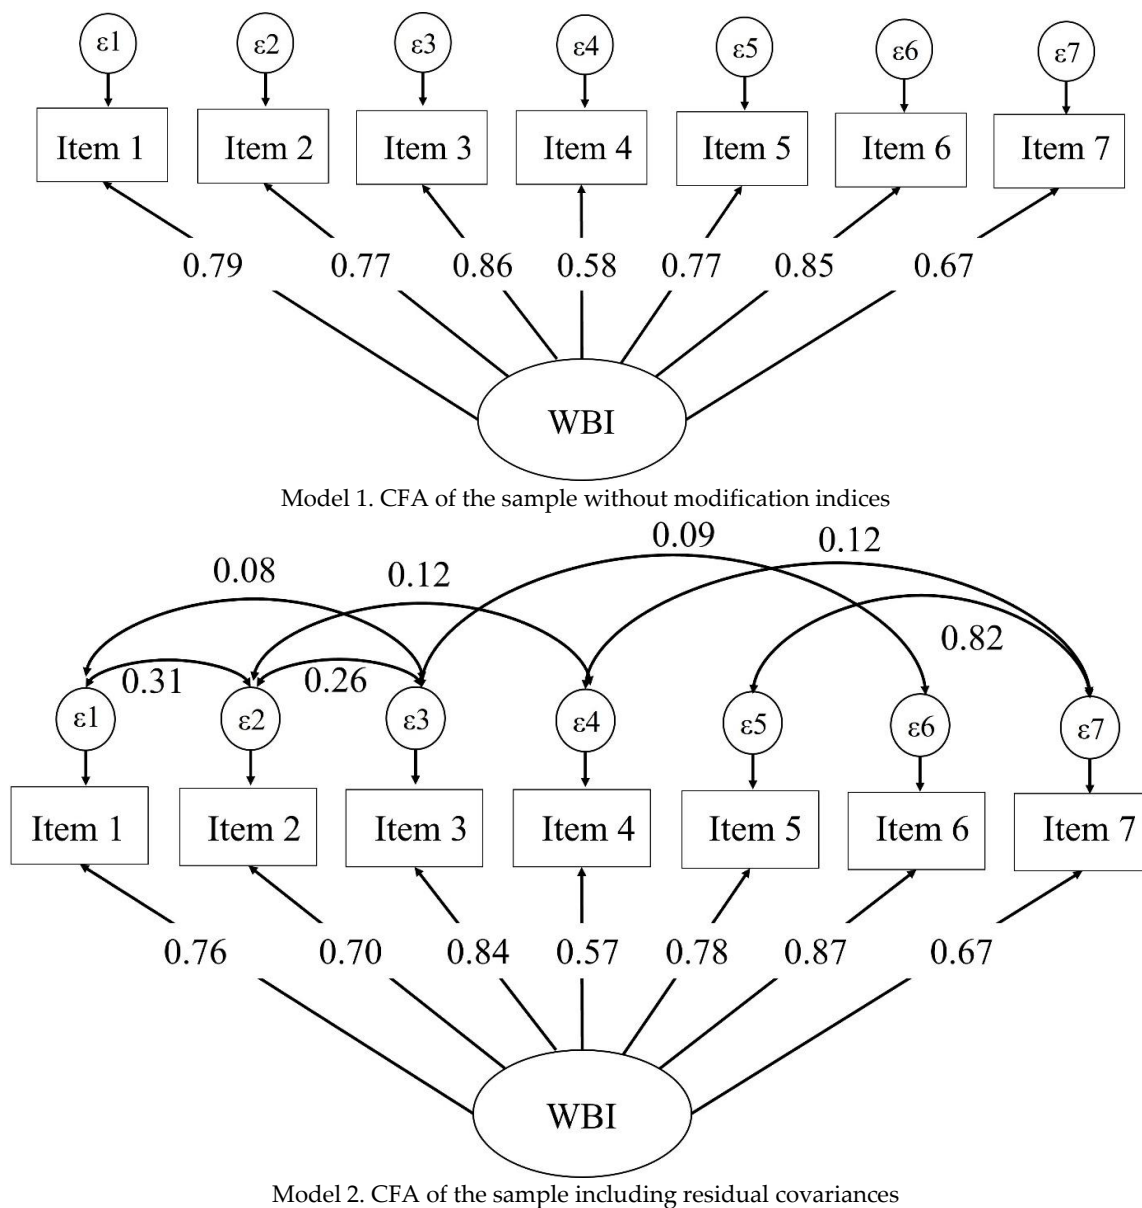 ε1 ε2 ε3 ε4 ε5 ε6 ε7
Item 1 Item 2 Item 3 Item 4 Item 5 Item 6 Item 7
0.79 0.77 0.86 0.58 0.77 0.85 0.67
WBI
Model 1. CFA of the sample without modification indices
0.09 0.12
0.08 0.12
0.82
0.31 0.26
ε1 ε2 ε3 ε4 ε5 ε6 ε7
Item 1 Item 2 Item 3 Item 4 Item 5 Item 6 Item 7
0.76 0.70 0.84 0.57 0.78 0.87 0.67
WBI
Model 2. CFA of the sample including residual covariances